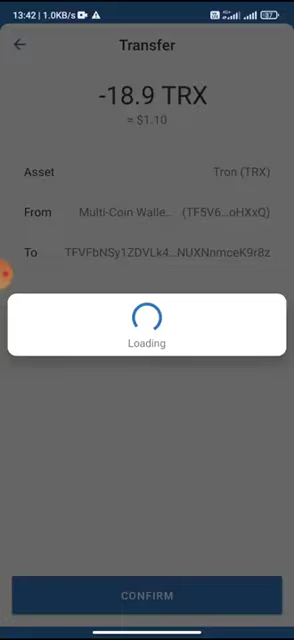 13:42 | 1.0KB/s
87
Transfer
-18.9 TRX
≈ $1.10
Asset Tron (TRX)
From Multi-Coin Walle... (TF5V6...oHXxQ)
To TFVFbNSy1ZDVLk4...NUXNnmceK9r8z
Loading
CONFIRM